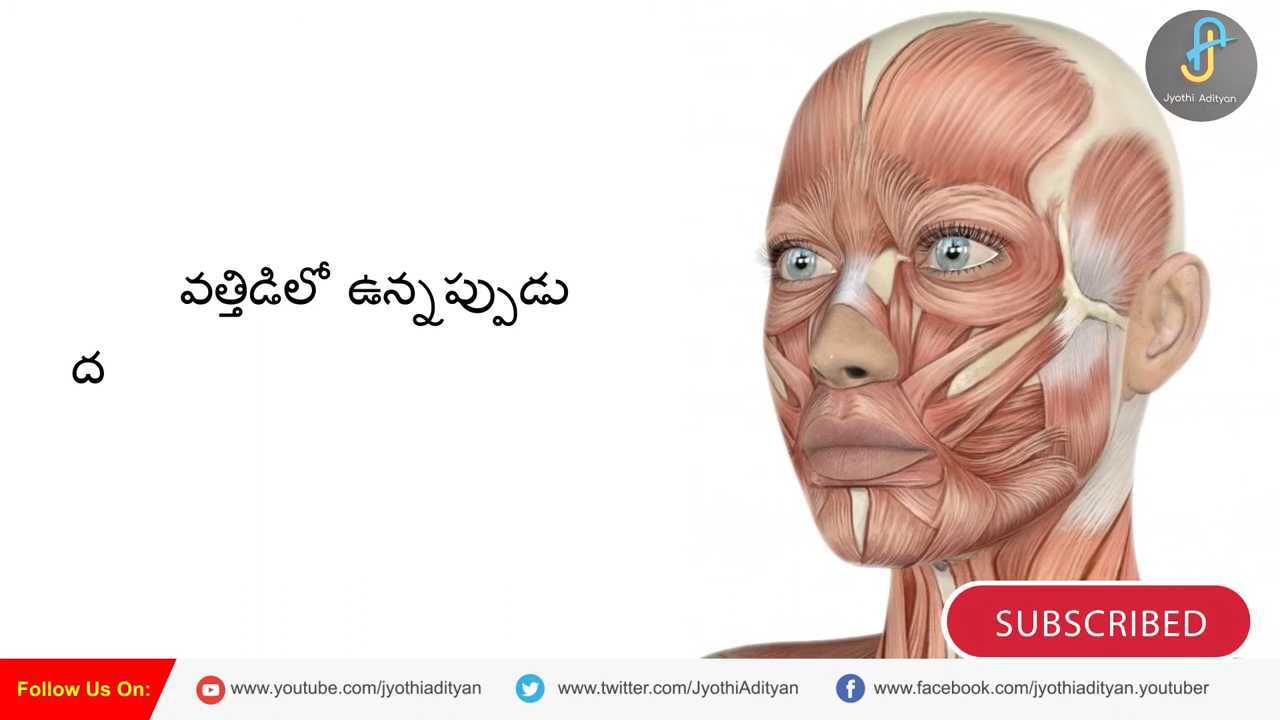 Jyothi Adityan
వత్తిడిలో ఉన్నప్పుడు
ద
SUBSCRIBED
Follow Us On: www.youtube.com/jyothiadityan www.twitter.com/JyothiAdityan www.facebook.com/jyothiadityan.youtuber